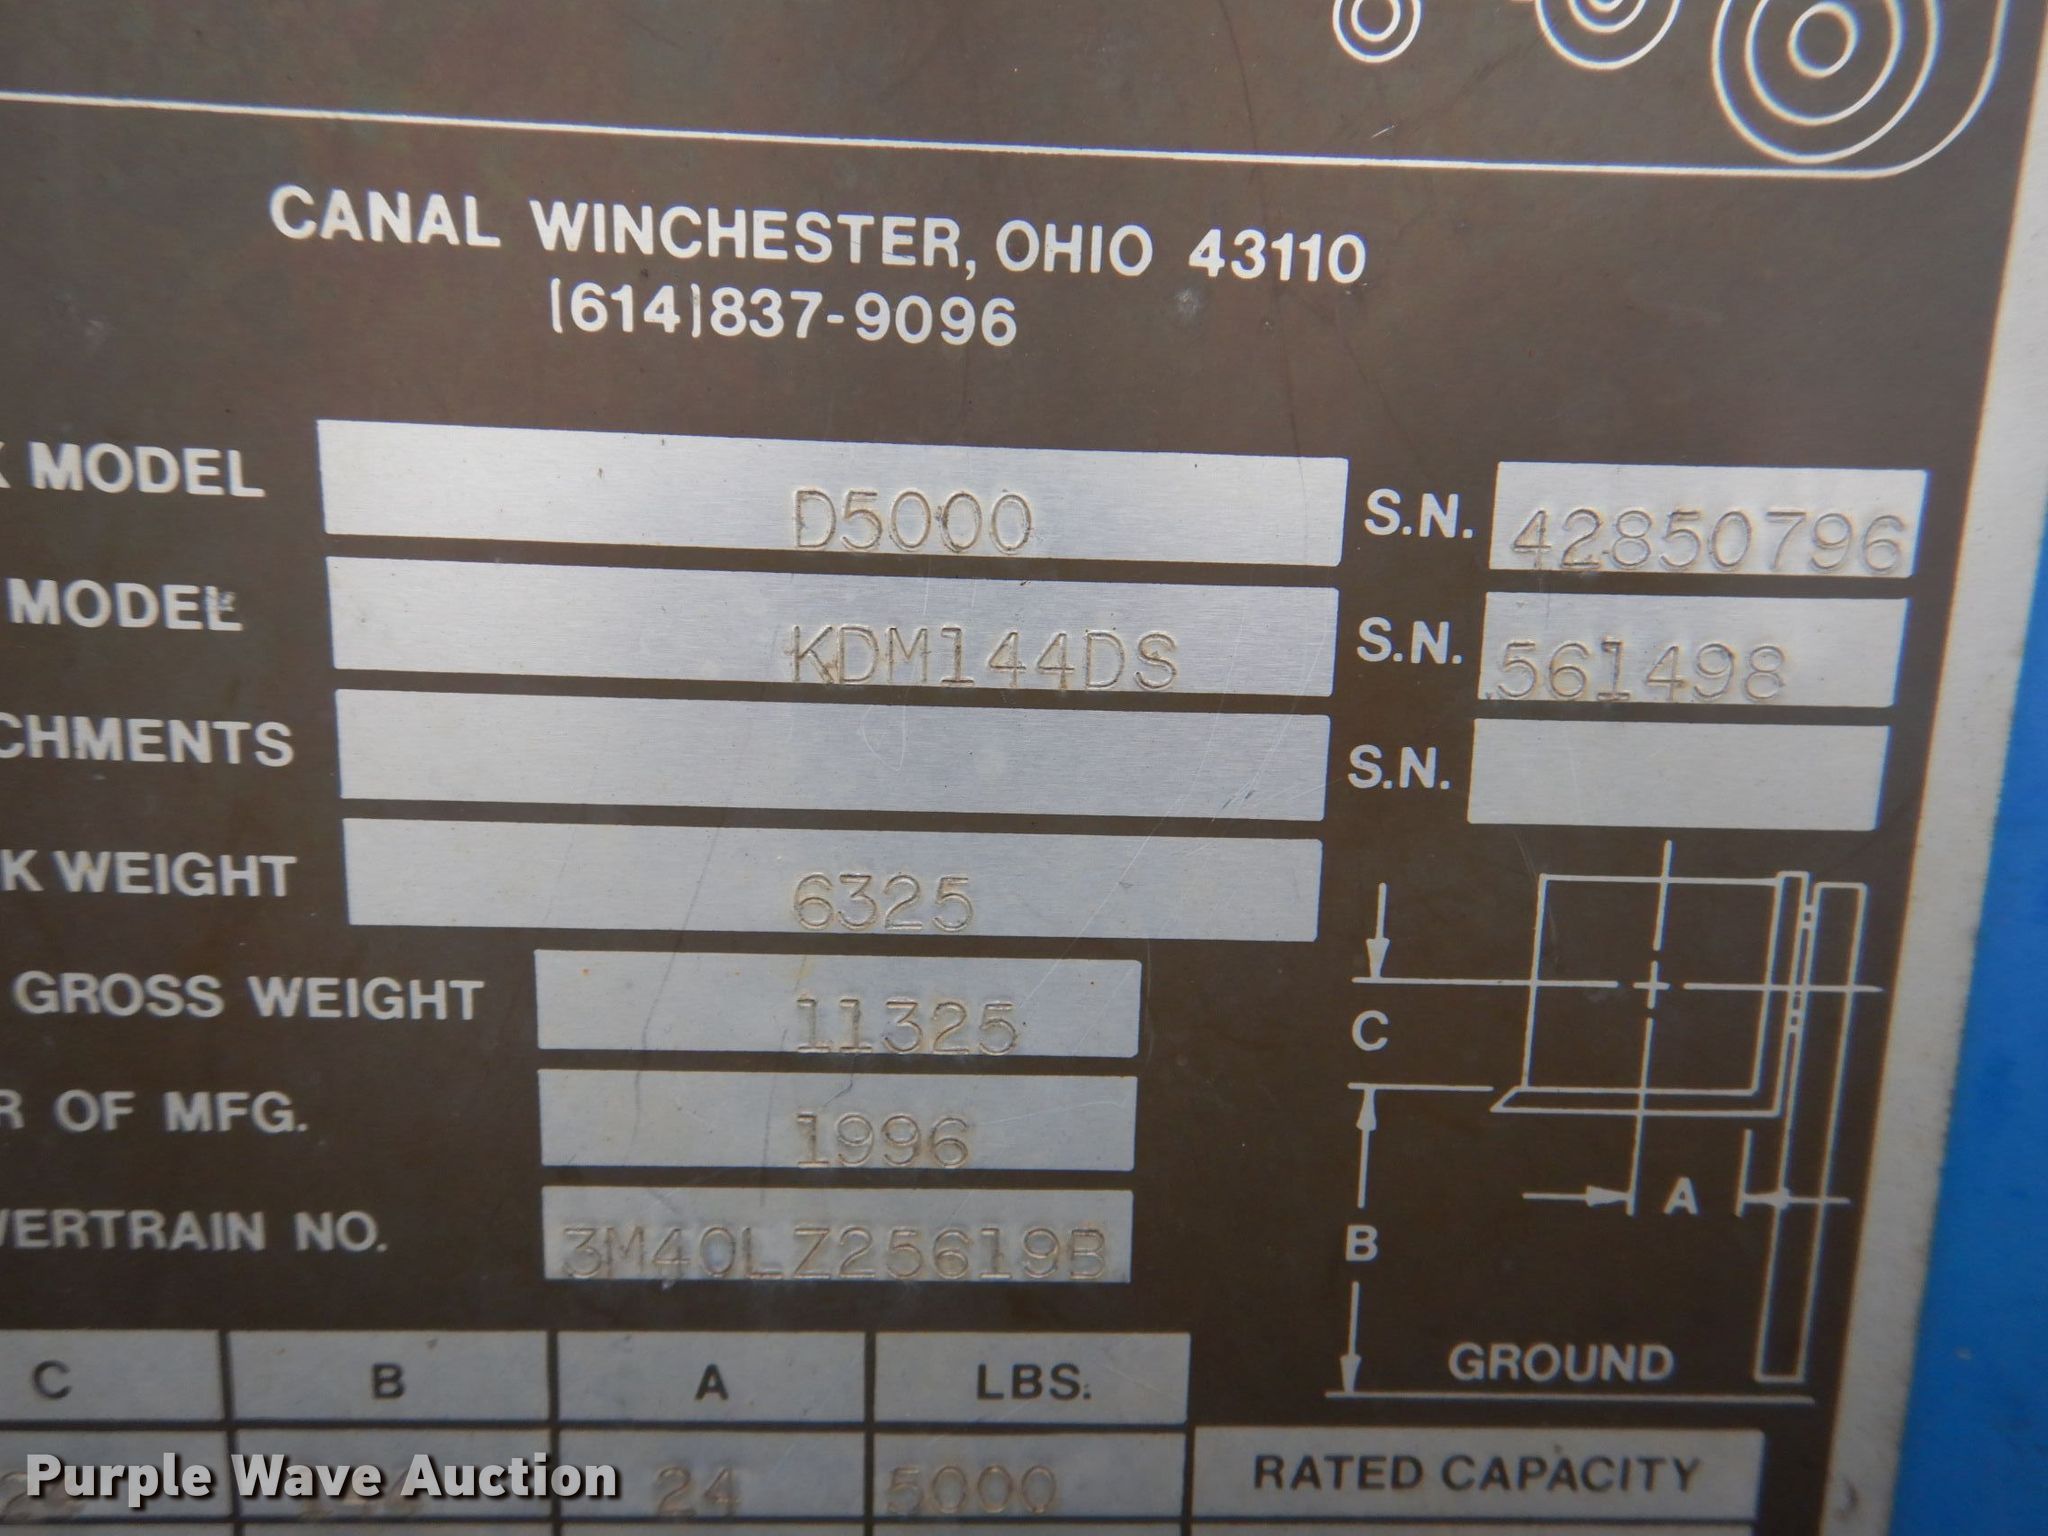 CANAL WINCHESTER, OHIO 43110
(614)837-9096
K MODEL D5000 S.N. 42850796
MODEL KDM144DS S.N. 561498
CHMENTS S.N.
K WEIGHT 6325
GROSS WEIGHT 11325
R OF MFG. 1996
WERTRAIN NO. 3M40LZ25619B
C
A
B
GROUND
C B A LBS.
24 5000 RATED CAPACITY
Purple Wave Auction